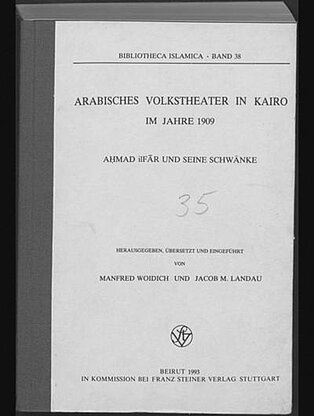 BIBLIOTHECA ISLAMICA · BAND 38
ARABISCHES VOLKSTHEATER IN KAIRO
IM JAHRE 1909
AḤMAD ilFĀR UND SEINE SCHWÄNKE
35
HERAUSGEGEBEN, ÜBERSETZT UND EINGEFÜHRT
VON
MANFRED WOIDICH UND JACOB M. LANDAU
BEIRUT 1993
IN KOMMISSION BEI FRANZ STEINER VERLAG STUTTGART